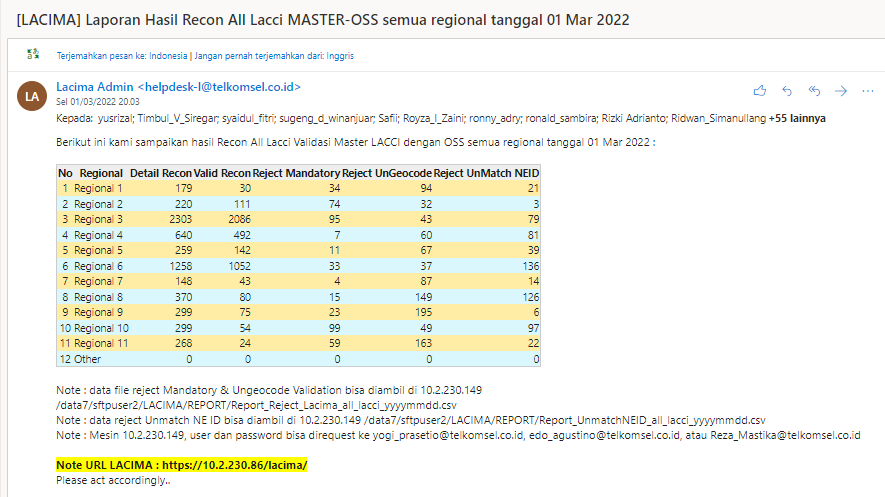 [LACIMA] Laporan Hasil Recon All Lacci MASTER-OSS semua regional tanggal 01 Mar 2022
Terjemahkan pesan ke: Indonesia | Jangan pernah terjemahkan dari: Inggris
LA
Lacima Admin <helpdesk-l@telkomsel.co.id>
Sel 01/03/2022 20.03
Kepada: yusrizal; Timbul_V_Siregar; syaidul_fitri; sugeng_d_winanjuar; Safii; Royza_I_Zaini; ronny_adry; ronald_sambira; Rizki Adrianto; Ridwan_Simanullang +55 lainnya
Berikut ini kami sampaikan hasil Recon All Lacci Validasi Master LACCI dengan OSS semua regional tanggal 01 Mar 2022 :
No Regional Detail Recon Valid Recon Reject Mandatory Reject UnGeocode Reject UnMatch NEID
1 Regional 1 179 30 34 94 21
2 Regional 2 220 111 74 32 3
3 Regional 3 2303 2086 95 43 79
4 Regional 4 640 492 7 60 81
5 Regional 5 259 142 11 67 39
6 Regional 6 1258 1052 33 37 136
7 Regional 7 148 43 4 87 14
8 Regional 8 370 80 15 149 126
9 Regional 9 299 75 23 195 6
10 Regional 10 299 54 99 49 97
11 Regional 11 268 24 59 163 22
12 Other 0 0 0 0 0
Note : data file reject Mandatory & Ungeocode Validation bisa diambil di 10.2.230.149
/data7/sftpuser2/LACIMA/REPORT/Report_Reject_Lacima_all_lacci_yyyymmdd.csv
Note : data reject Unmatch NE ID bisa diambil di 10.2.230.149 /data7/sftpuser2/LACIMA/REPORT/Report_UnmatchNEID_all_lacci_yyyymmdd.csv
Note : Mesin 10.2.230.149, user dan password bisa direquest ke yogi_prasetio@telkomsel.co.id, edo_agustino@telkomsel.co.id, atau Reza_Mastika@telkomsel.co.id
Note URL LACIMA : https://10.2.230.86/lacima/
Please act accordingly..